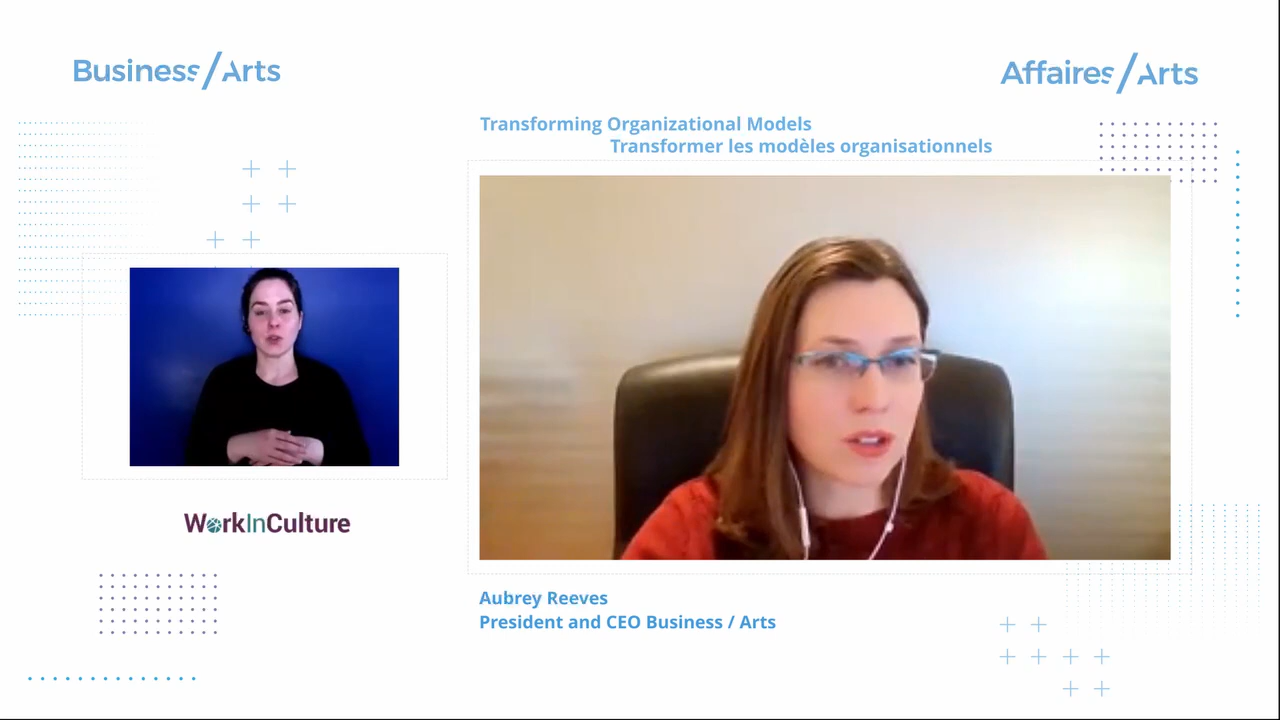 Business/Arts
Affaires/Arts
Transforming Organizational Models
Transformer les modèles organisationnels
WorkInCulture
Aubrey Reeves
President and CEO Business / Arts